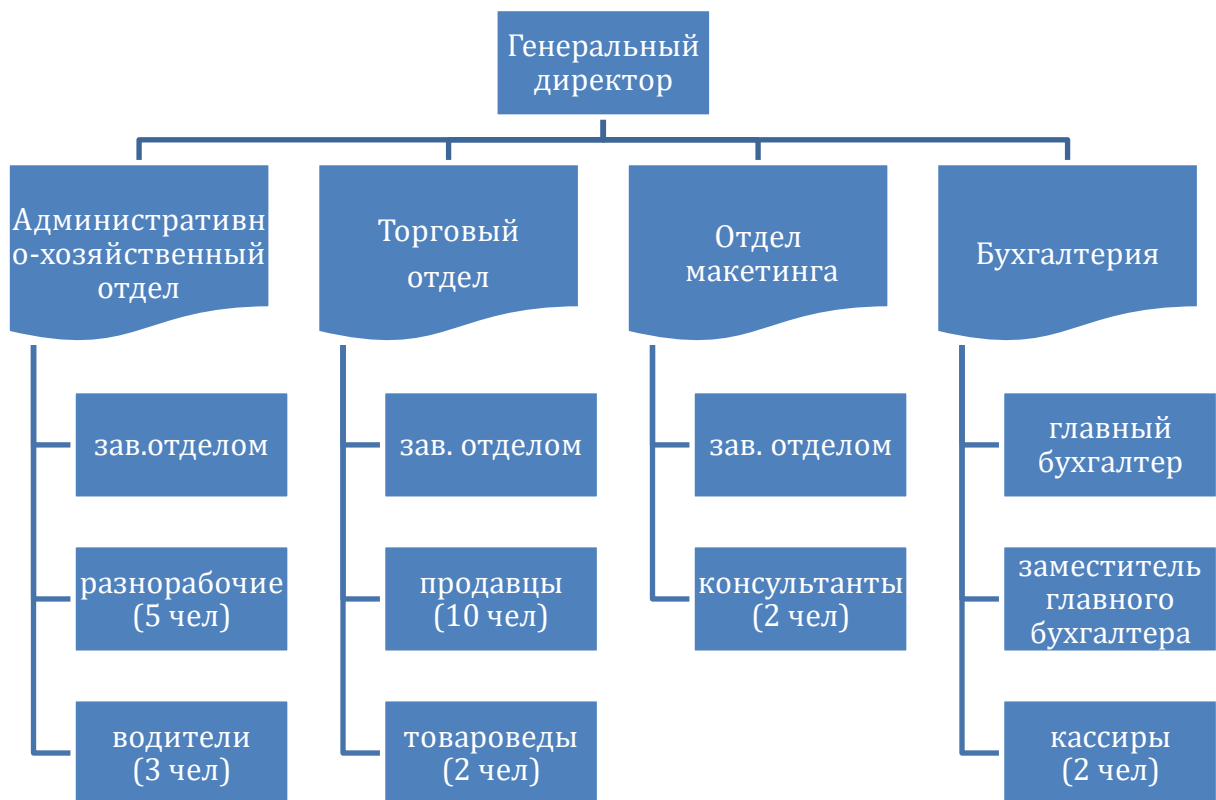 Генеральный
директор
Административн
о-хозяйственный
отдел
Торговый
отдел
Отдел
макетинга
Бухгалтерия
зав.отделом
зав. отделом
зав. отделом
главный
бухгалтер
разнорабочие
(5 чел)
продавцы
(10 чел)
консультанты
(2 чел)
заместитель
главного
бухгалтера
водители
(3 чел)
товароведы
(2 чел)
кассиры
(2 чел)